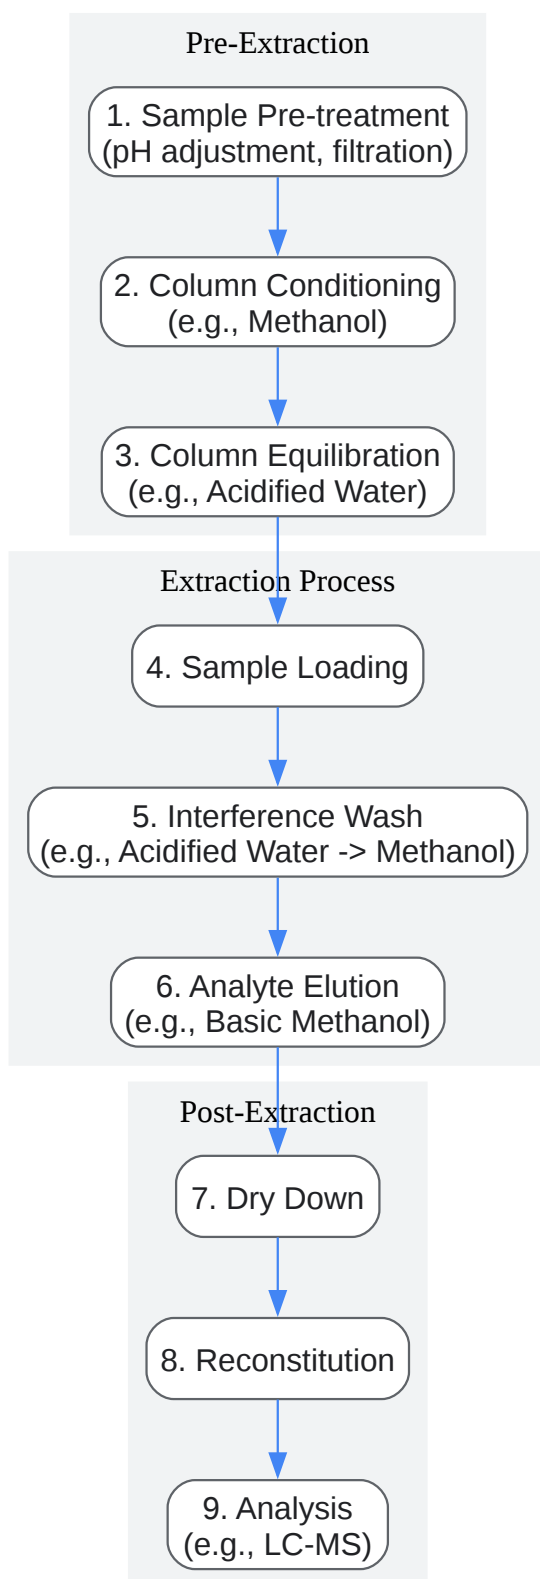 Pre-Extraction
1. Sample Pre-treatment
(pH adjustment, filtration)
2. Column Conditioning
(e.g., Methanol)
3. Column Equilibration
(e.g., Acidified Water)
Extraction Process
4. Sample Loading
5. Interference Wash
(e.g., Acidified Water -> Methanol)
6. Analyte Elution
(e.g., Basic Methanol)
Post-Extraction
7. Dry Down
8. Reconstitution
9. Analysis
(e.g., LC-MS)